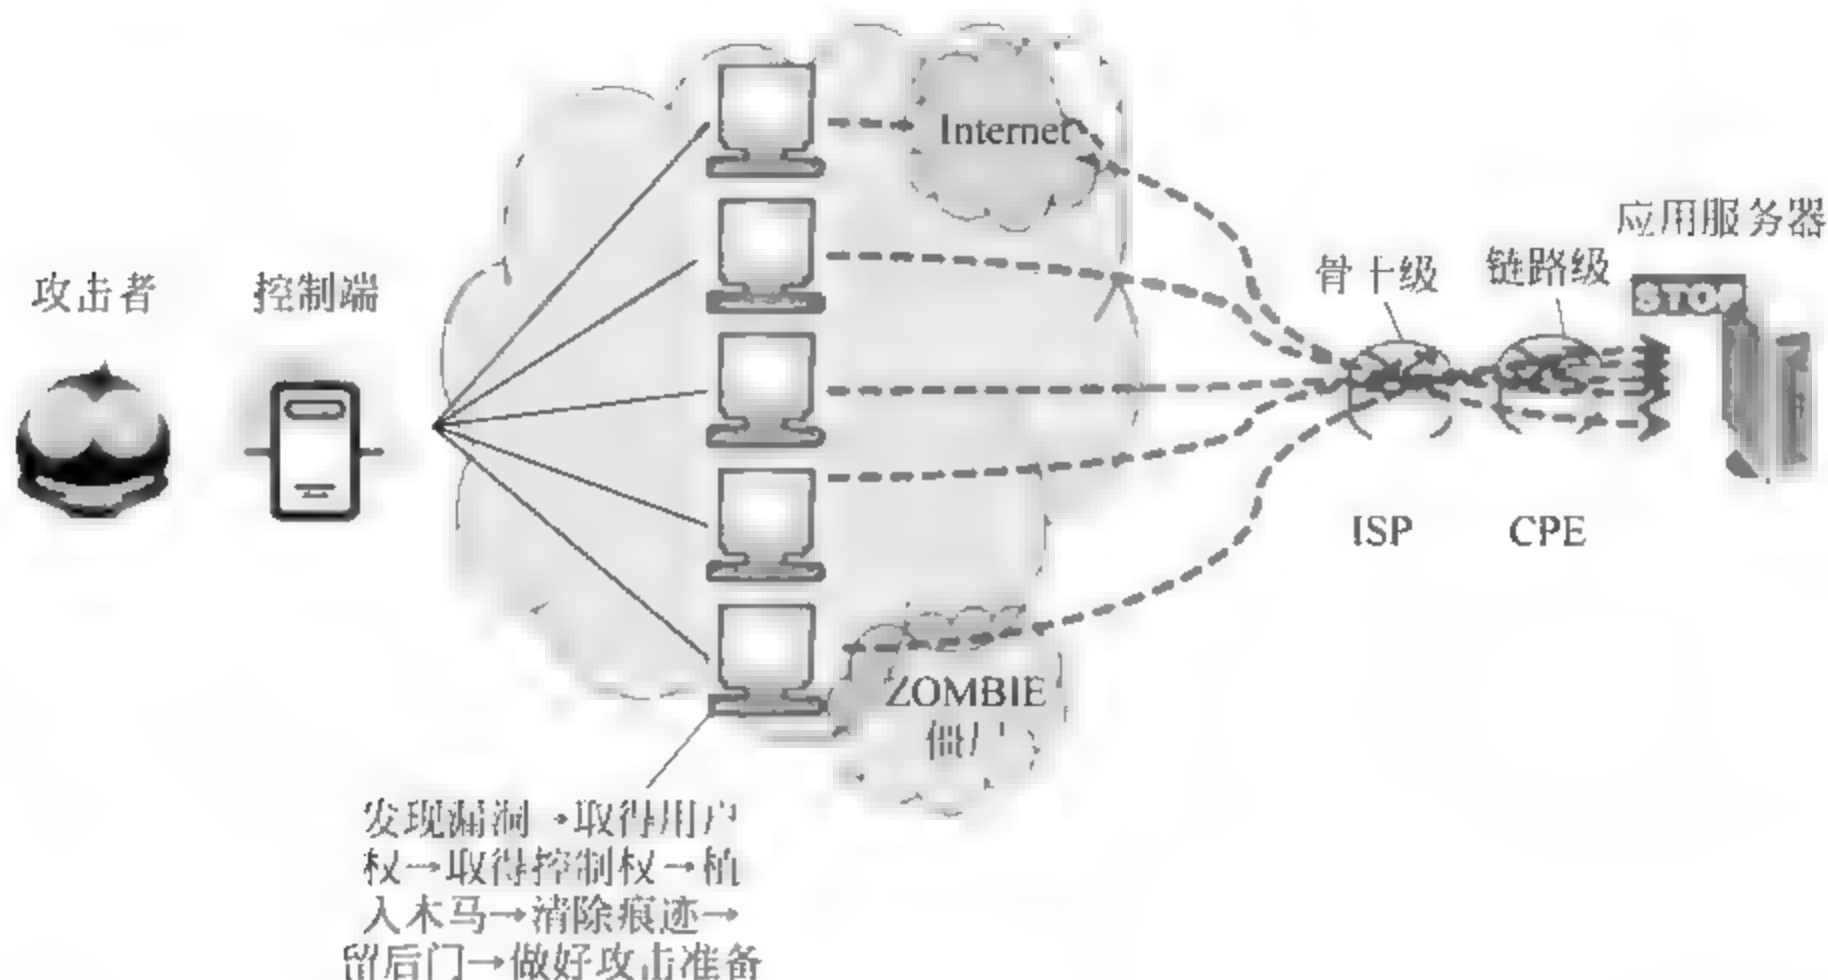 Internet
应用服务器
骨干级
链路级
STOP
攻击者
控制端
ISP
CPE
ZOMBIE
僵尸
发现漏洞→取得用户
权→取得控制权→植
入木马→清除痕迹→
留后门→做好攻击准备